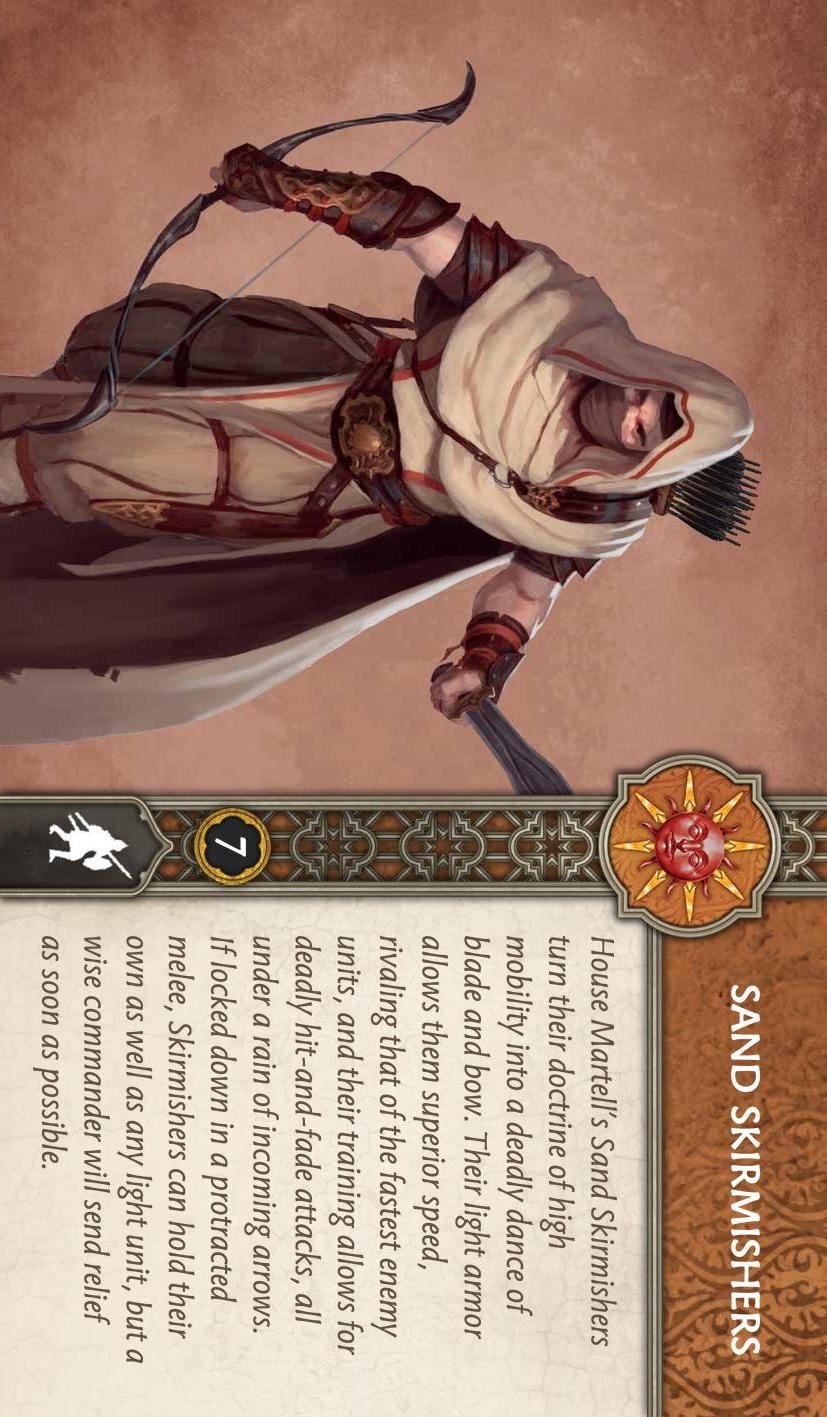 SAND SKIRMISHERS
House Martell's Sand Skirmishers
turn their doctrine of high
mobility into a deadly dance of
blade and bow. Their light armor
allows them superior speed,
rivaling that of the fastest enemy
units, and their training allows for
deadly hit-and-fade attacks, all
under a rain of incoming arrows.
If locked down in a protracted
melee, Skirmishers can hold their
own as well as any light unit, but a
wise commander will send relief
as soon as possible.
7